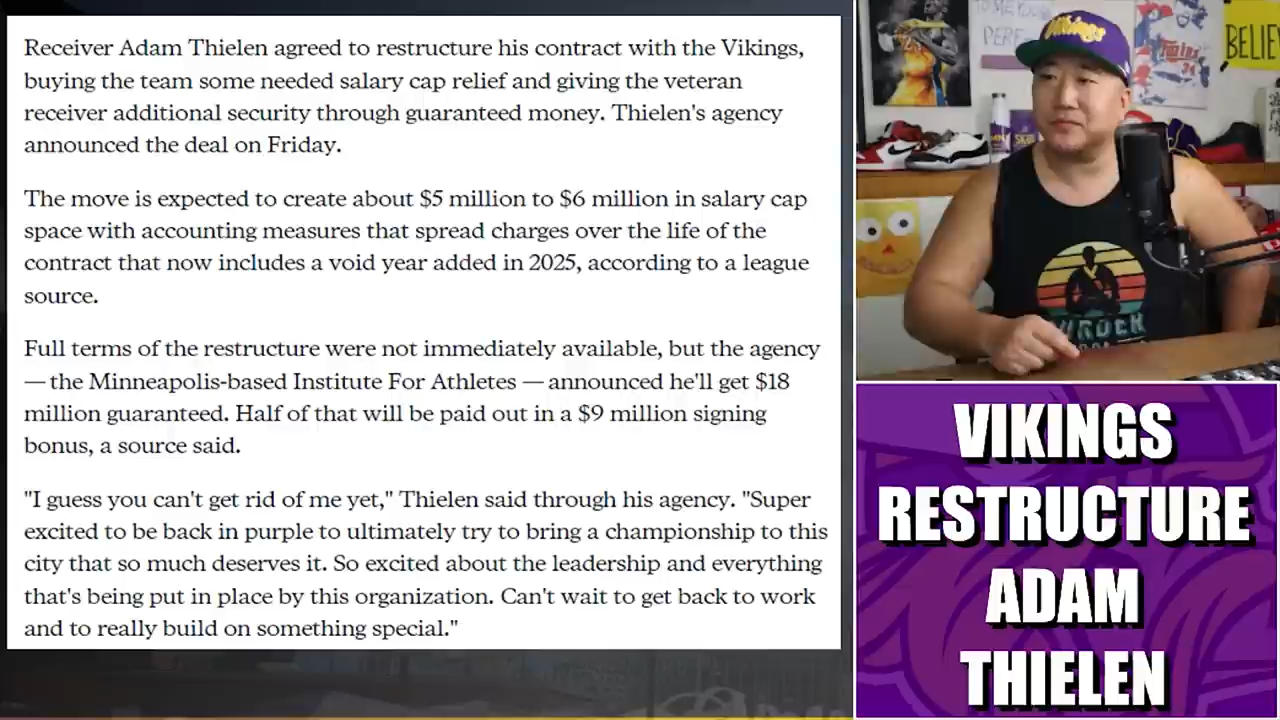 Receiver Adam Thielen agreed to restructure his contract with the Vikings,
buying the team some needed salary cap relief and giving the veteran
receiver additional security through guaranteed money. Thielen's agency
announced the deal on Friday.
The move is expected to create about $5 million to $6 million in salary cap
space with accounting measures that spread charges over the life of the
contract that now includes a void year added in 2025, according to a league
source.
Full terms of the restructure were not immediately available, but the agency
— the Minneapolis-based Institute For Athletes — announced he'll get $18
million guaranteed. Half of that will be paid out in a $9 million signing
bonus, a source said.
"I guess you can't get rid of me yet," Thielen said through his agency. "Super
excited to be back in purple to ultimately try to bring a championship to this
city that so much deserves it. So excited about the leadership and everything
that's being put in place by this organization. Can't wait to get back to work
and to really build on something special."
Vikings
BELIE
VIKINGS
RESTRUCTURE
ADAM
THIELEN